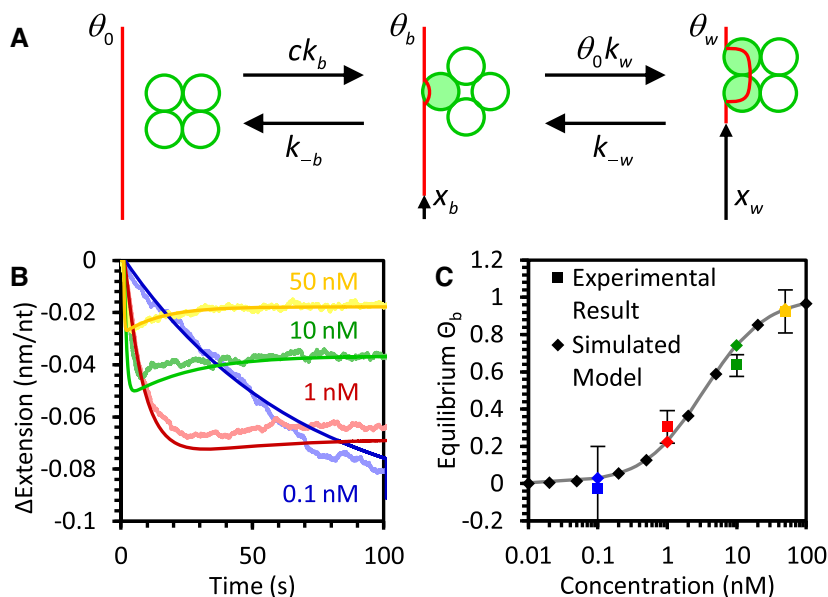 A
θ0
ckb
k−b
θb
xb
θ0kw
k−w
θw
xw
B
0
-0.02
-0.04
-0.06
-0.08
-0.1
ΔExtension (nm/nt)
50 nM
10 nM
1 nM
0.1 nM
0 50 100
Time (s)
C
1.2
1
0.8
0.6
0.4
0.2
0
-0.2
Equilibrium Θb
Experimental
Result
Simulated
Model
0.01 0.1 1 10 100
Concentration (nM)